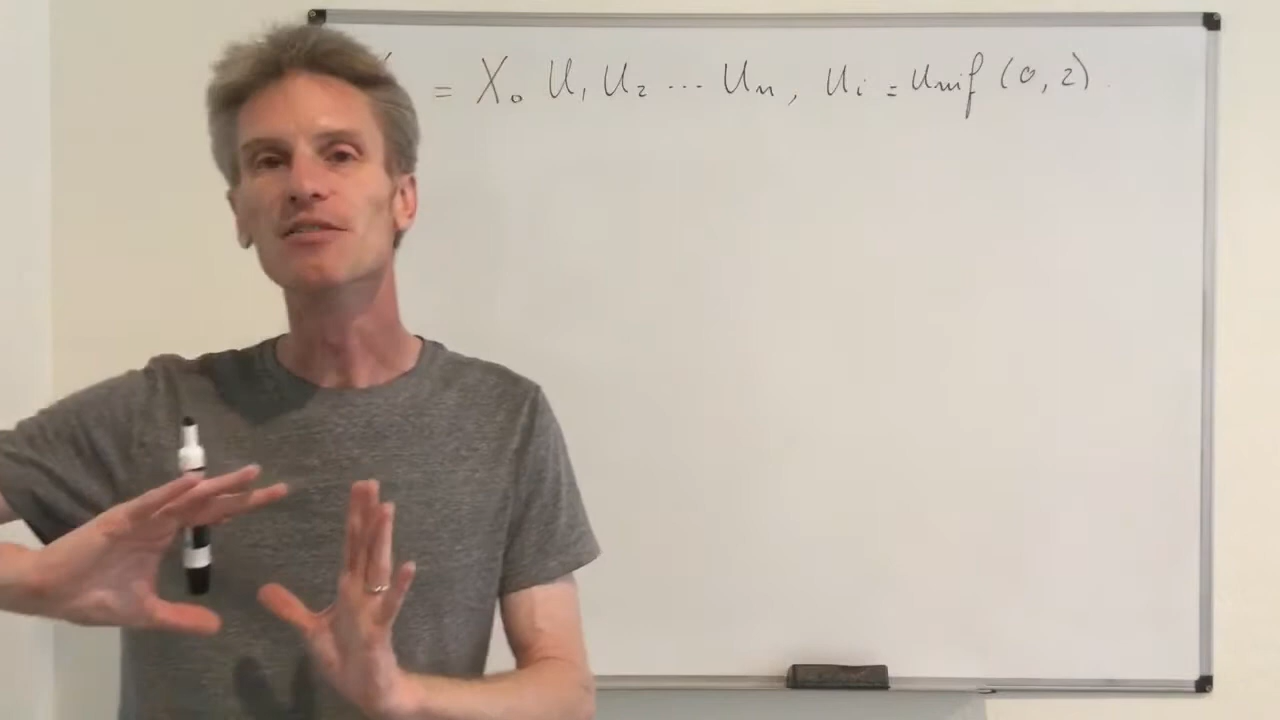 = X₀ U₁ U₂ ... Uₙ, Uᵢ = Unif (0, 2)